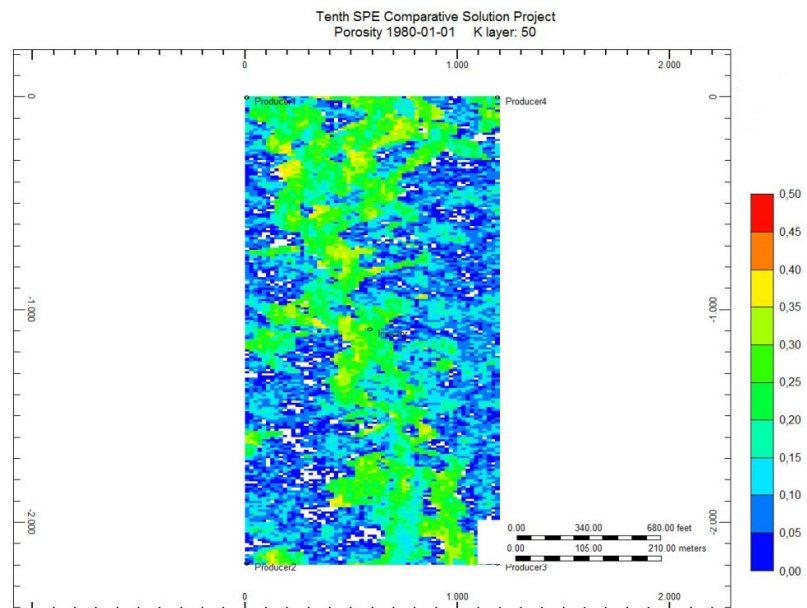 Tenth SPE Comparative Solution Project
Porosity 1980-01-01 K layer: 50
0 1.000 2.000
0 0
Producer1 Producer4
0,50
0,45
0,40
0,35
0,30
0,25
0,20
0,15
0,10
0,05
0,00
-1.000 -1.000
-2.000 -2.000
0.00 340.00 680.00 feet
0.00 105.00 210.00 meters
Producer2 Producer3
0 1.000 2.000